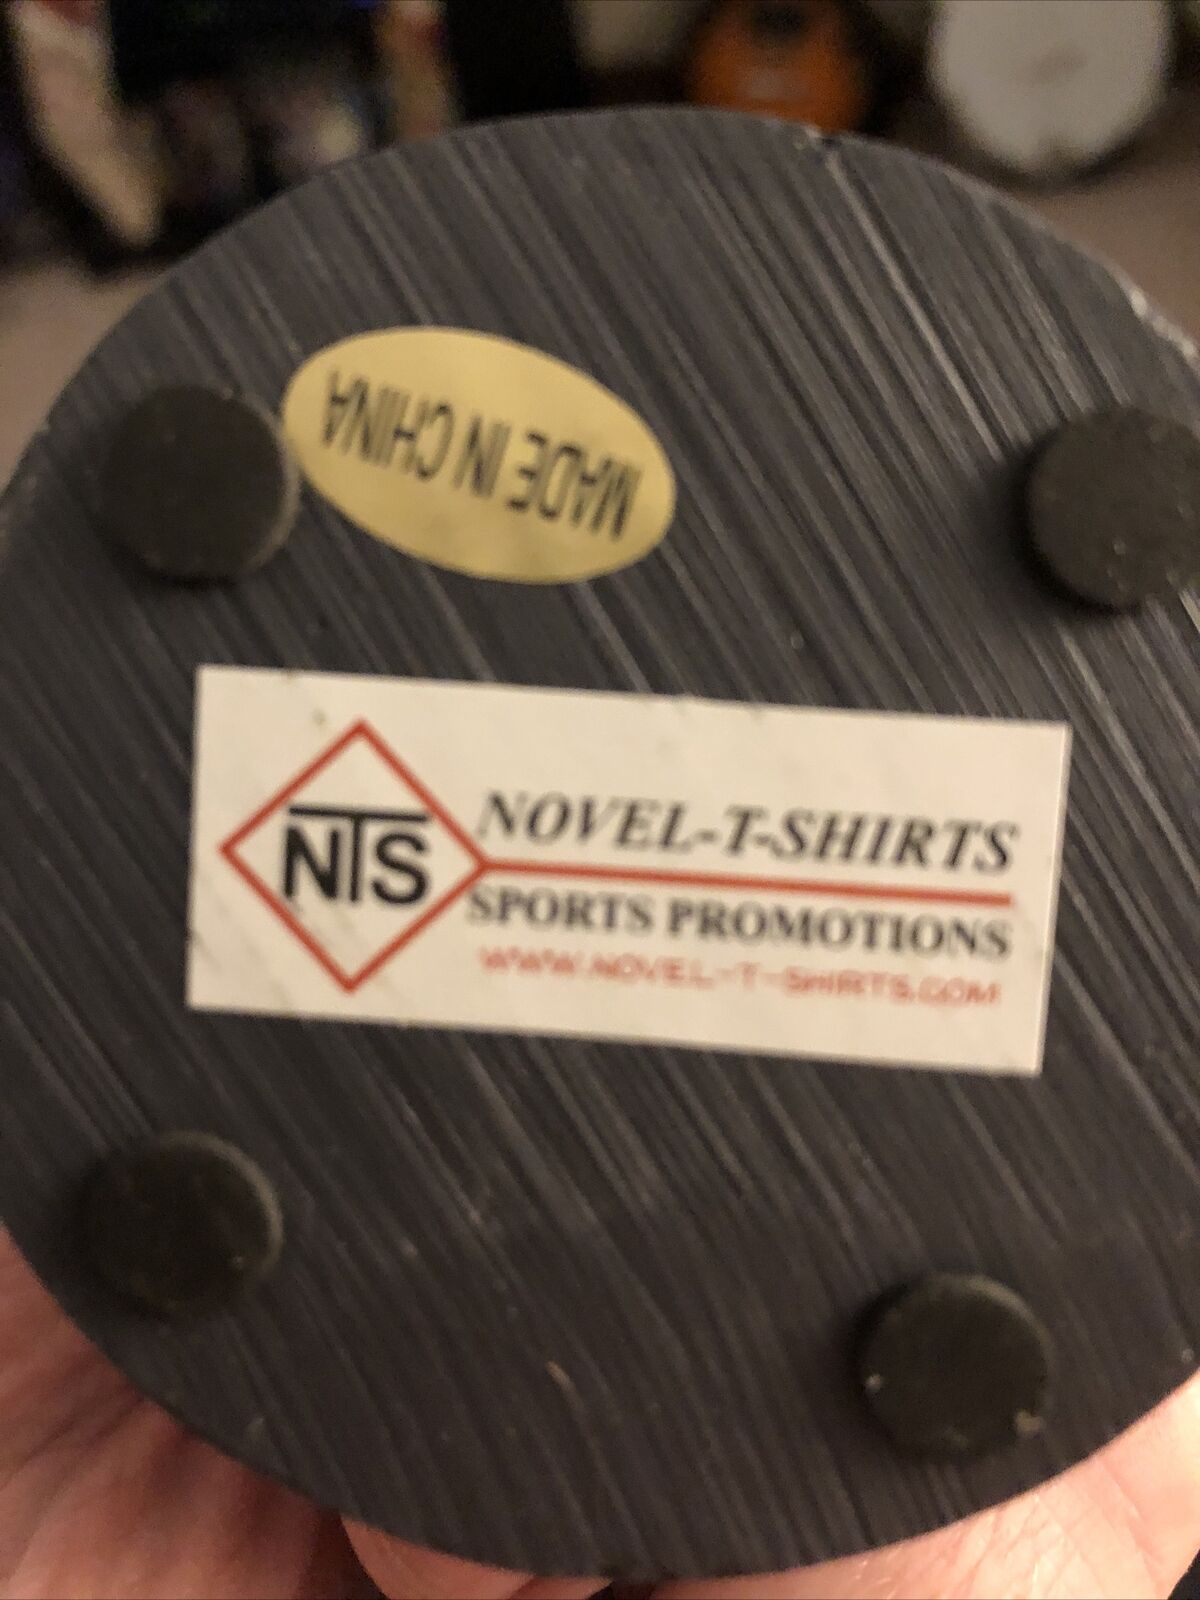 MADE IN CHINA
NTS
NOVEL-T-SHIRTS
SPORTS PROMOTIONS
WWW.NOVEL-T-SHIRTS.COM